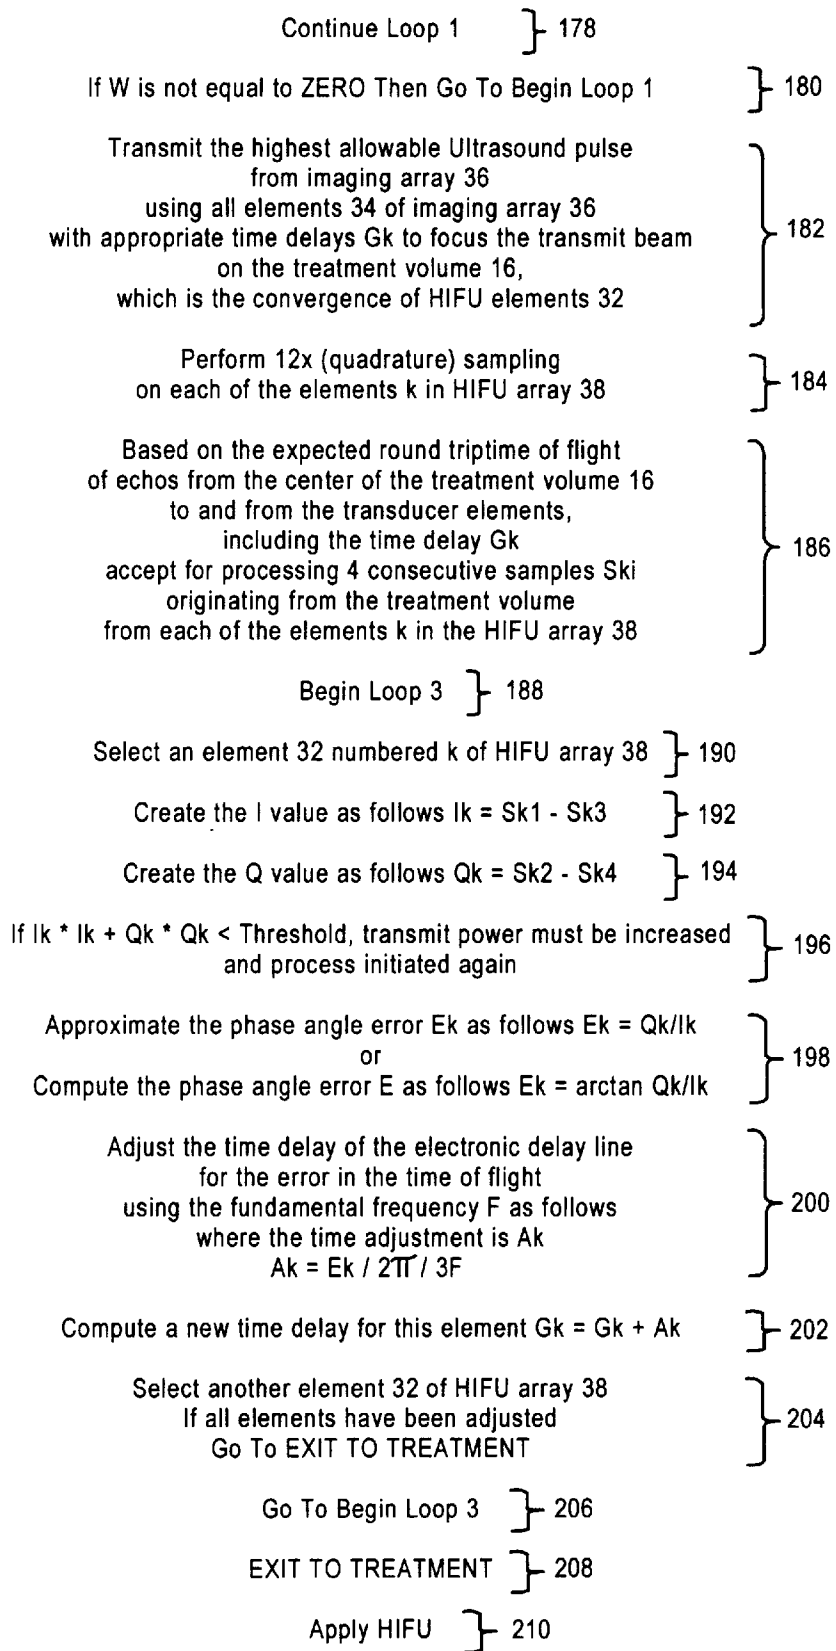 Continue Loop 1 178
If W is not equal to ZERO Then Go To Begin Loop 1 180
Transmit the highest allowable Ultrasound pulse
from imaging array 36
using all elements 34 of imaging array 36
with appropriate time delays Gk to focus the transmit beam 182
on the treatment volume 16,
which is the convergence of HIFU elements 32
Perform 12x (quadrature) sampling
on each of the elements k in HIFU array 38 184
Based on the expected round triptime of flight
of echos from the center of the treatment volume 16
to and from the transducer elements,
including the time delay Gk 186
accept for processing 4 consecutive samples Ski
originating from the treatment volume
from each of the elements k in the HIFU array 38
Begin Loop 3 188
Select an element 32 numbered k of HIFU array 38 190
Create the I value as follows Ik = Sk1 - Sk3 192
Create the Q value as follows Qk = Sk2 - Sk4 194
If Ik * Ik + Qk * Qk < Threshold, transmit power must be increased 196
and process initiated again
Approximate the phase angle error Ek as follows Ek = Qk/Ik
or 198
Compute the phase angle error E as follows Ek = arctan Qk/Ik
Adjust the time delay of the electronic delay line
for the error in the time of flight
using the fundamental frequency F as follows 200
where the time adjustment is Ak
Ak = Ek / 2π / 3F
Compute a new time delay for this element Gk = Gk + Ak 202
Select another element 32 of HIFU array 38
If all elements have been adjusted 204
Go To EXIT TO TREATMENT
Go To Begin Loop 3 206
EXIT TO TREATMENT 208
Apply HIFU 210